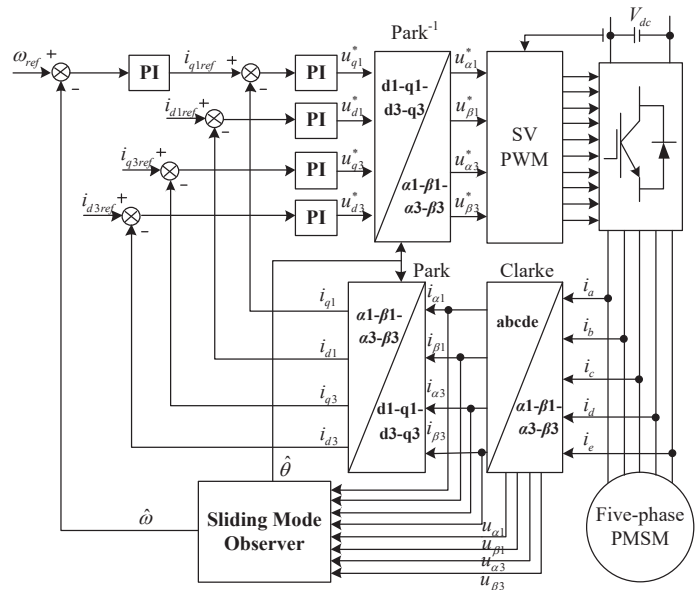 Park⁻¹
V_dc
ω_ref + - PI i_q1ref + - PI u*_q1
i_d1ref + - PI u*_d1
i_q3ref + - PI u*_q3
i_d3ref + - PI u*_d3
d1-q1-
d3-q3
α1-β1-
α3-β3
u*_α1
u*_β1
u*_α3
u*_β3
SV
PWM
Park
Clarke
i_q1
i_d1
i_q3
i_d3
α1-β1-
α3-β3
d1-q1-
d3-q3
i_α1
i_β1
i_α3
i_β3
abcde
α1-β1-
α3-β3
i_a
i_b
i_c
i_d
i_e
θ̂
ω̂
Sliding Mode
Observer
u_α1
u_β1
u_α3
u_β3
Five-phase
PMSM